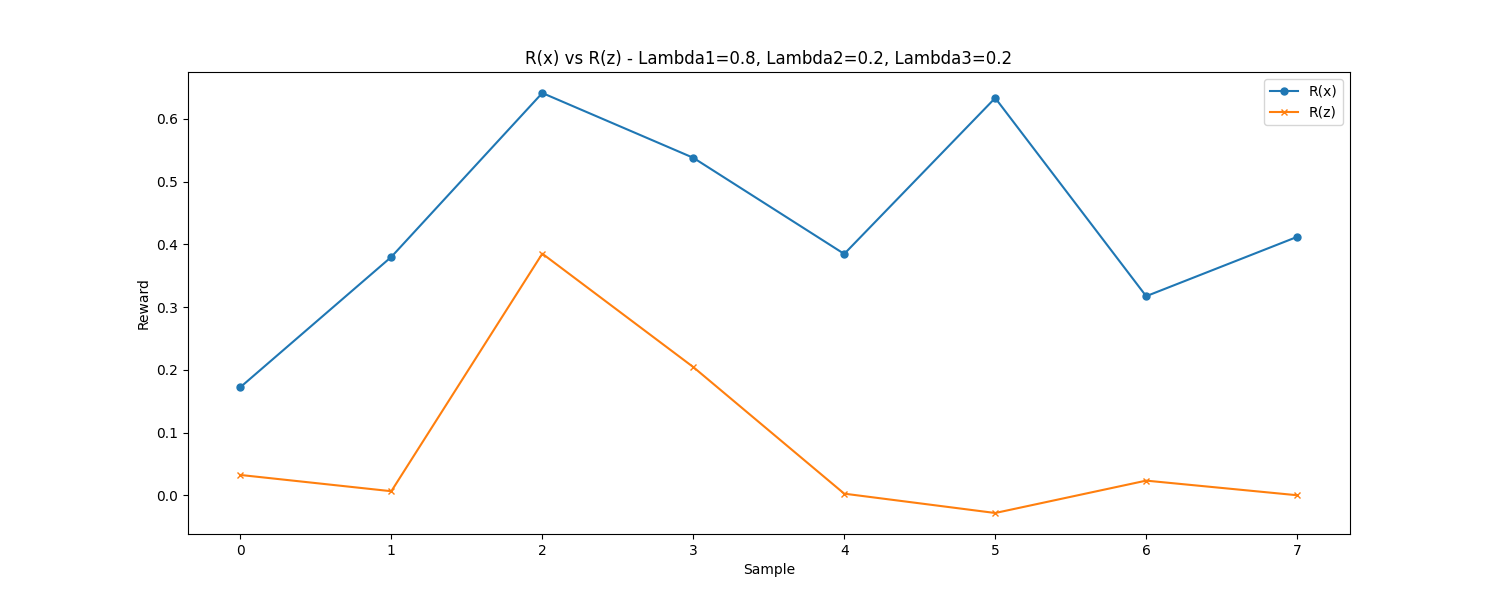 R(x) vs R(z) - Lambda1=0.8, Lambda2=0.2, Lambda3=0.2
R(x)
R(z)
0.6
0.5
0.4
0.3
0.2
0.1
0.0
Reward
0 1 2 3 4 5 6 7
Sample